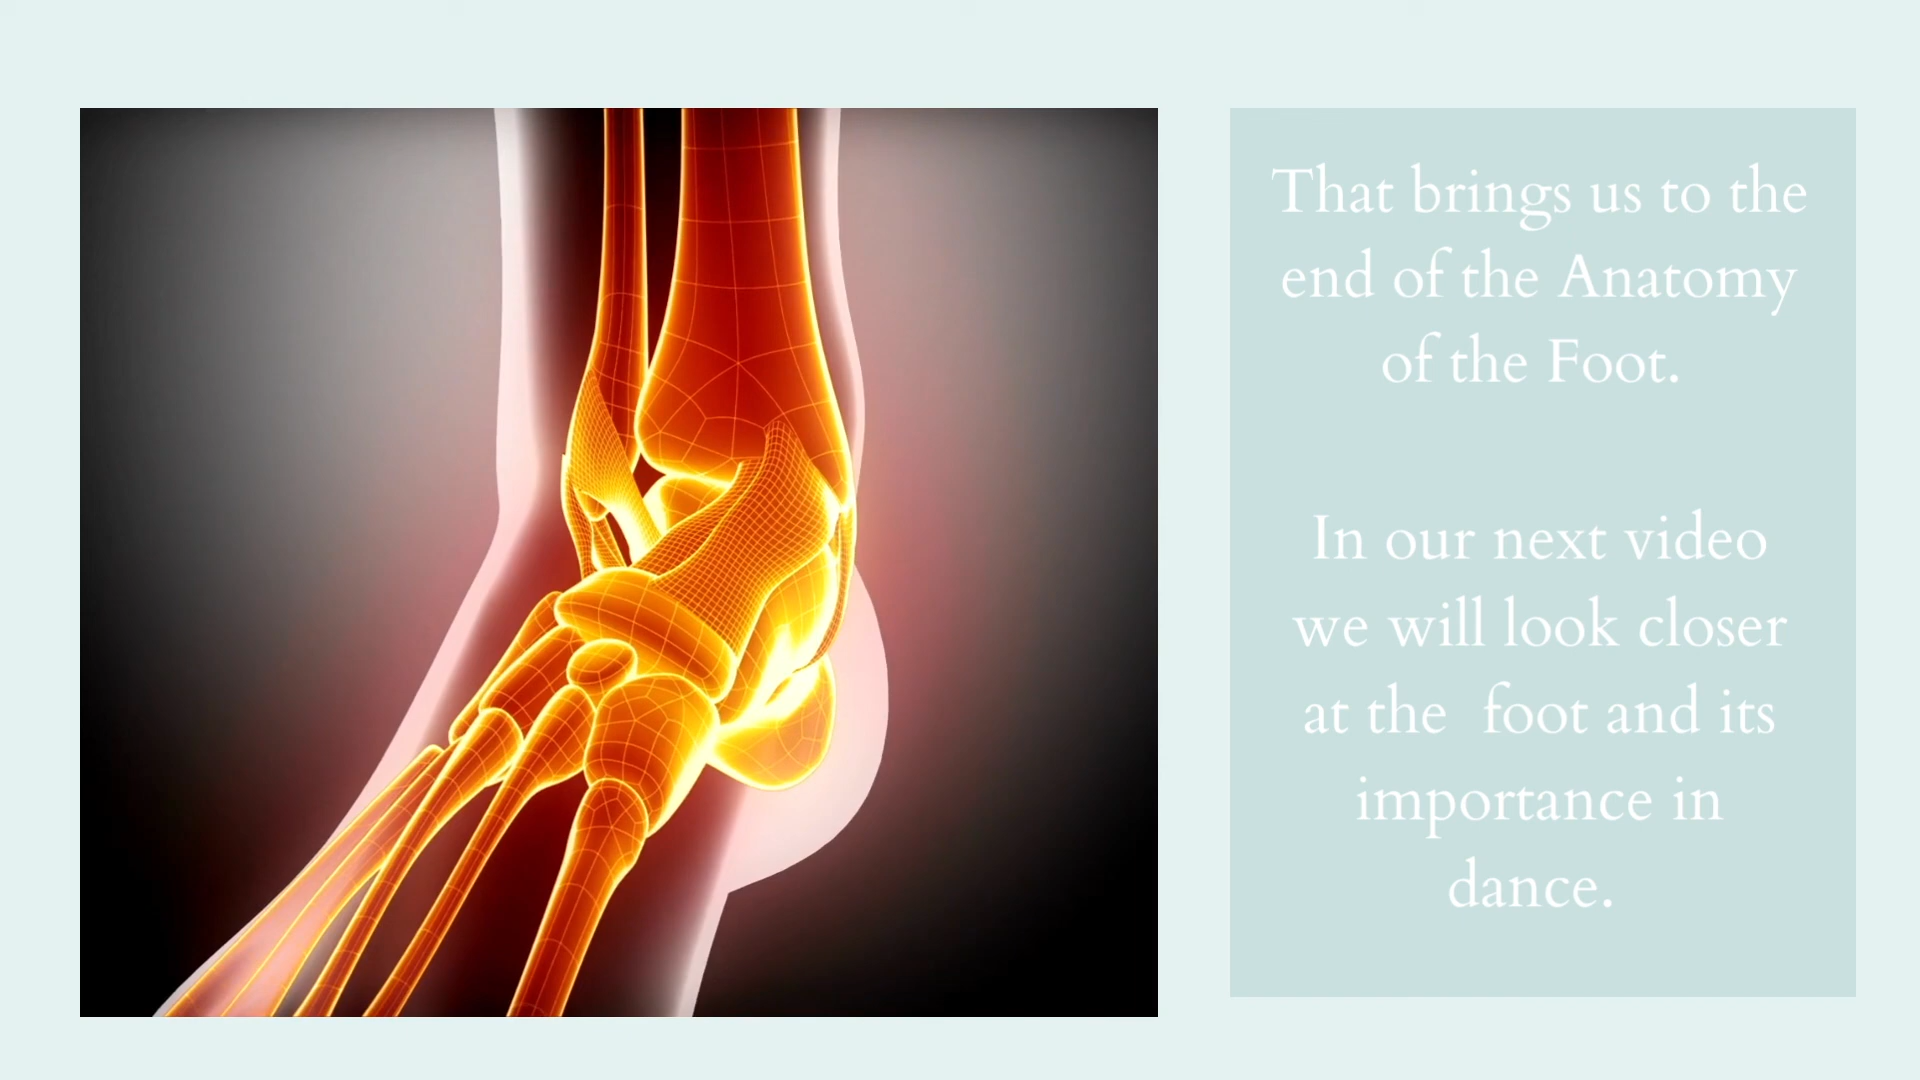 That brings us to the
end of the Anatomy
of the Foot.
In our next video
we will look closer
at the  foot and its
importance in
dance.